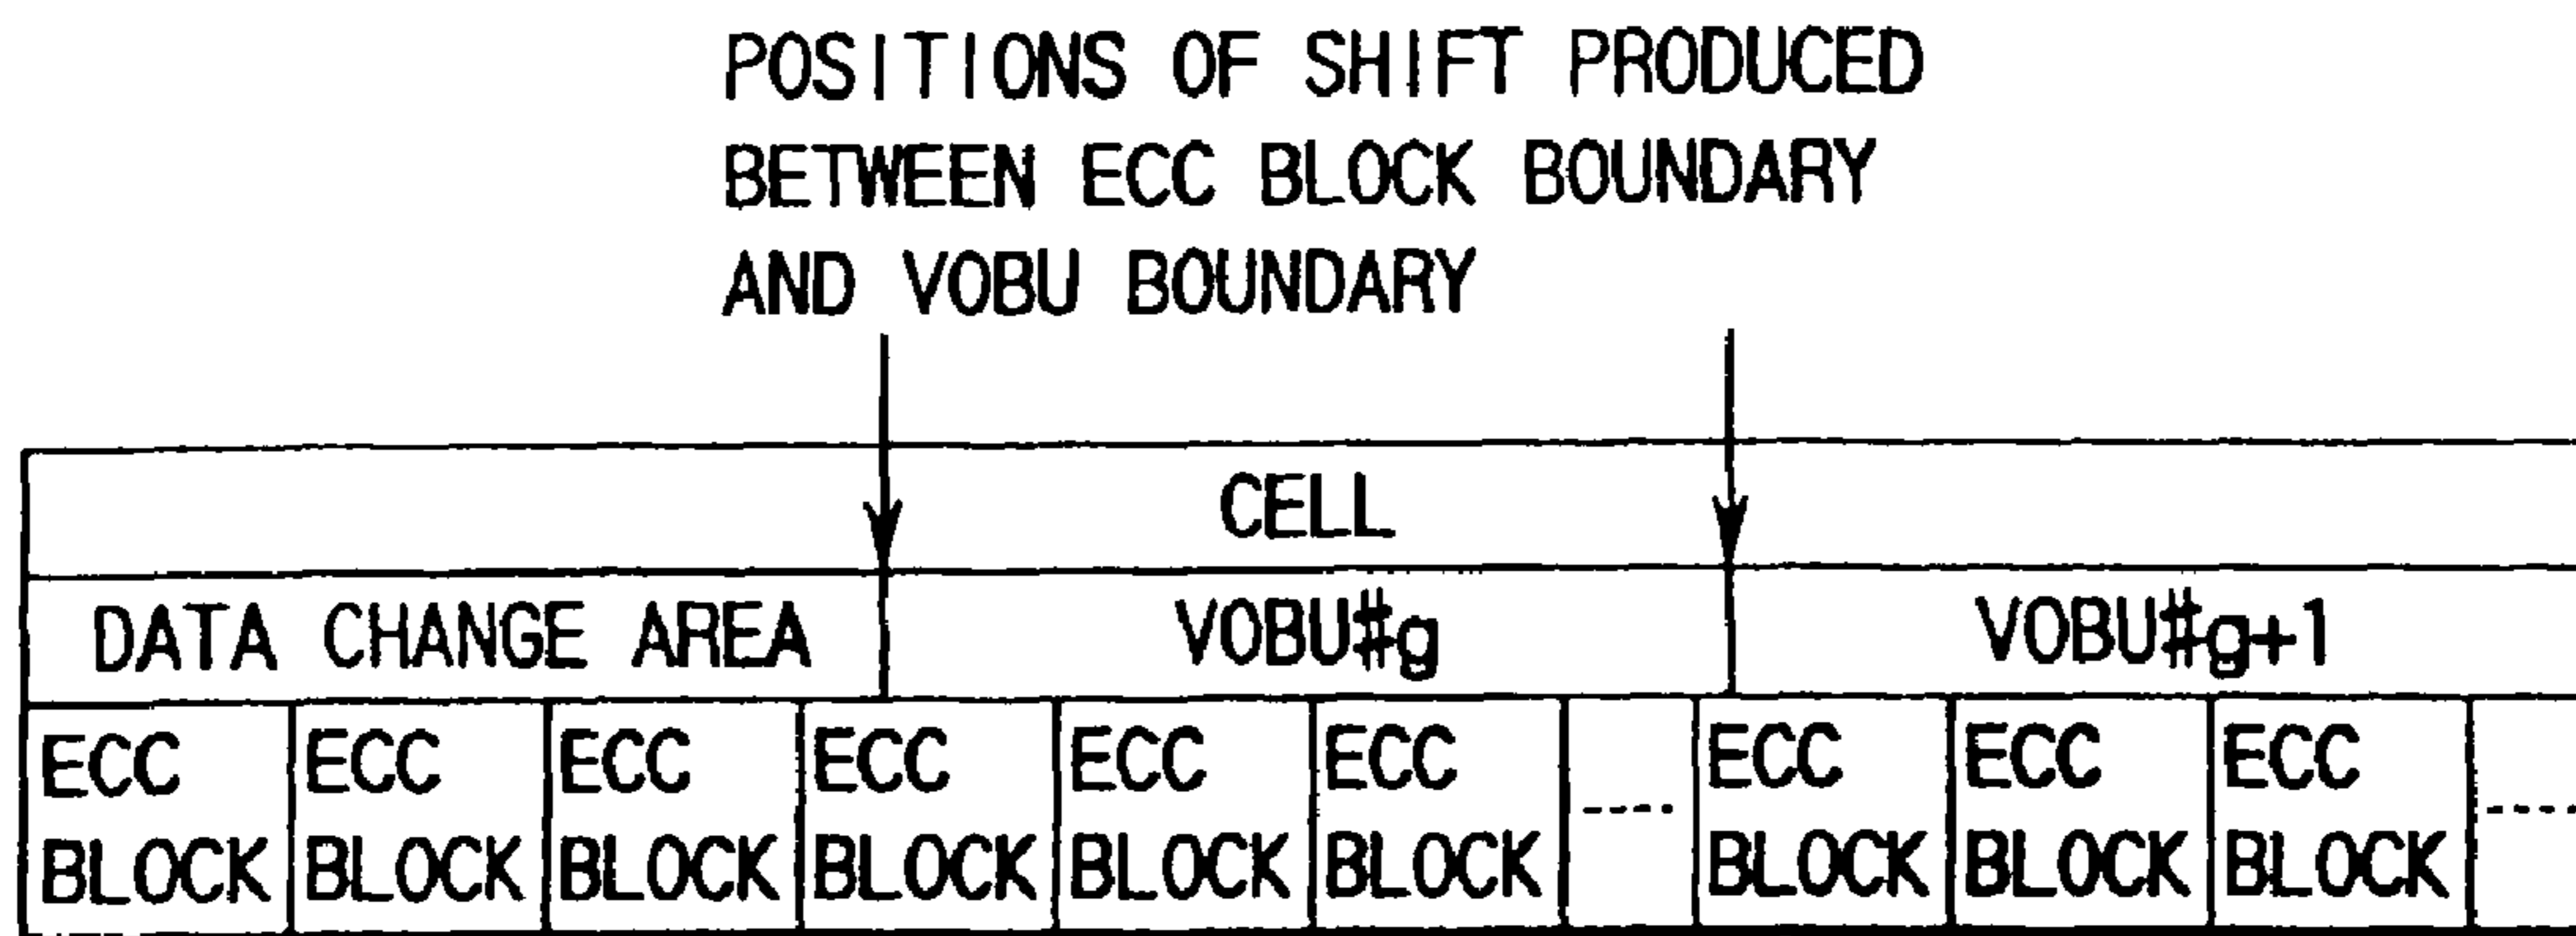 POSITIONS OF SHIFT PRODUCED
BETWEEN ECC BLOCK BOUNDARY
AND VOBU BOUNDARY
CELL
DATA CHANGE AREA VOBU#g VOBU#g+1
ECC ECC ECC ECC ECC ECC ---- ECC ECC ECC ----
BLOCK BLOCK BLOCK BLOCK BLOCK BLOCK BLOCK BLOCK BLOCK